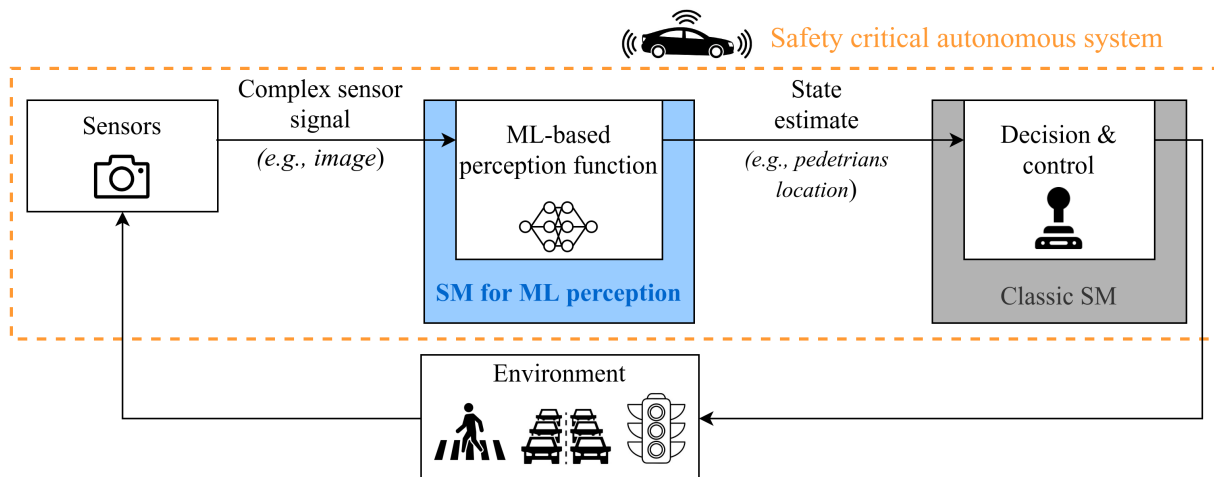 Safety critical autonomous system
Sensors
Complex sensor
signal
(e.g., image)
ML-based
perception function
SM for ML perception
State
estimate
(e.g., pedetrians
location)
Decision &
control
Classic SM
Environment